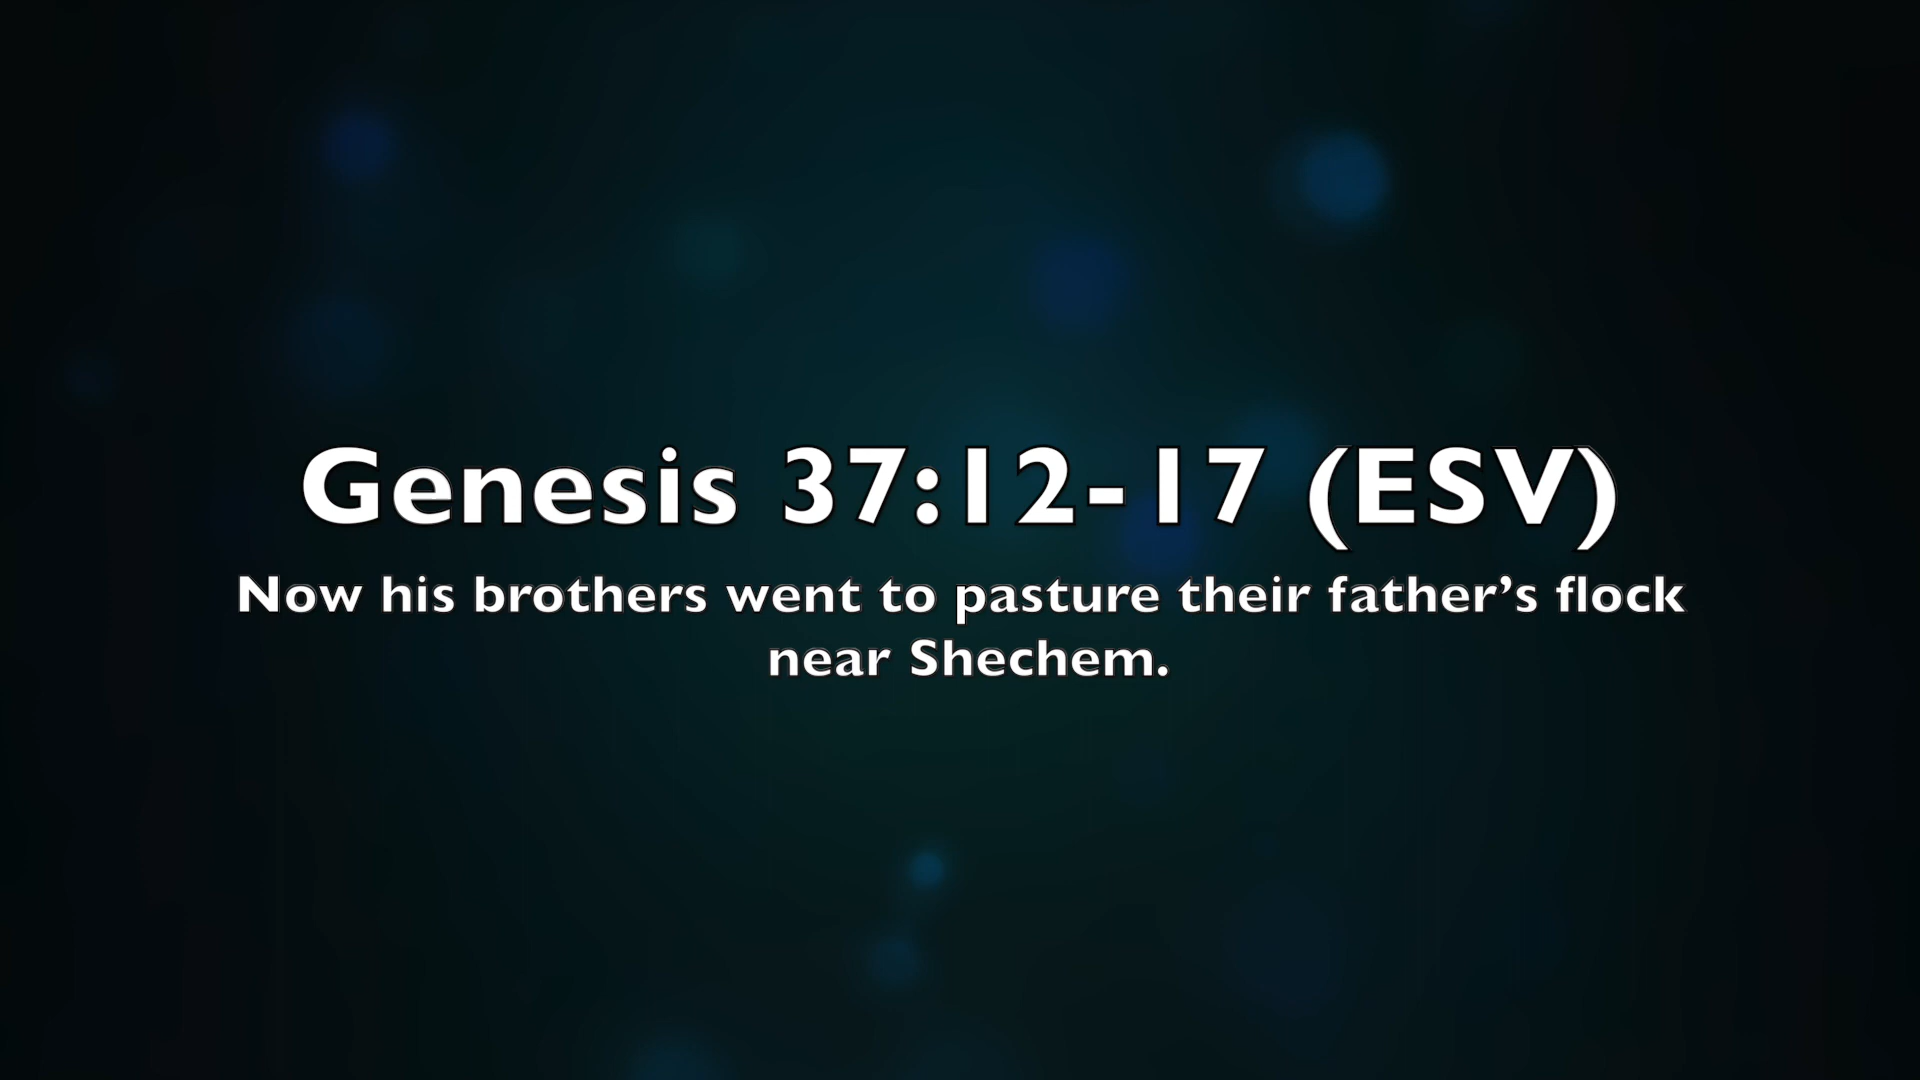 Genesis 37:12-17 (ESV)
Now his brothers went to pasture their father’s flock
near Shechem.